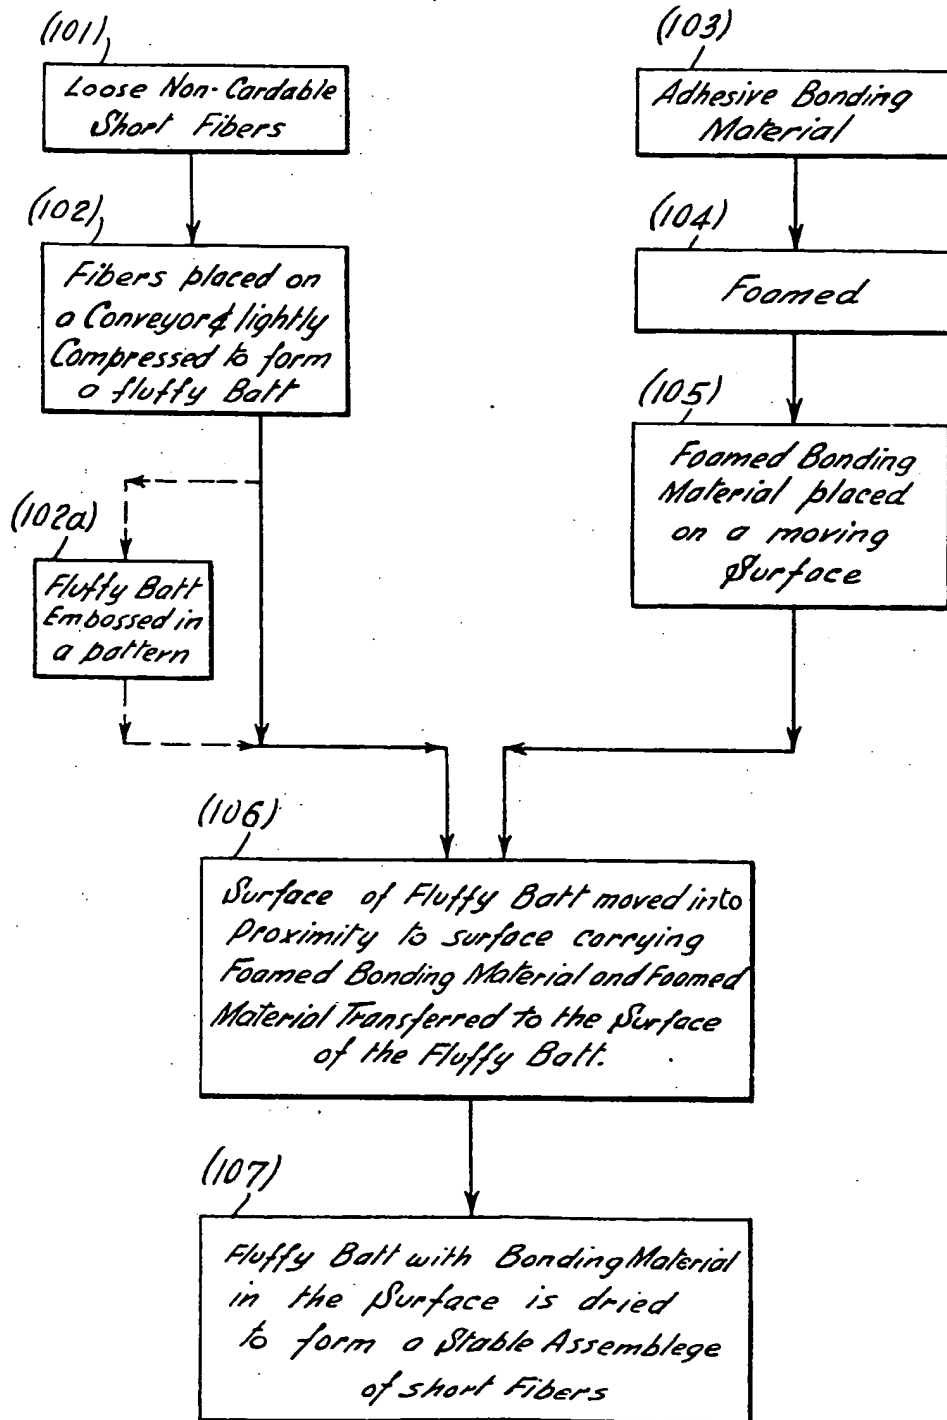 (101)
Loose Non-Cardable
Short Fibers
(102)
Fibers placed on
a Conveyor & lightly
Compressed to form
a fluffy Batt
(102a)
Fluffy Batt
Embossed in
a pattern
(103)
Adhesive Bonding
Material
(104)
Foamed
(105)
Foamed Bonding
Material placed
on a moving
Surface
(106)
Surface of Fluffy Batt moved into
Proximity to surface carrying
Foamed Bonding Material and Foamed
Material Transferred to the Surface
of the Fluffy Batt.
(107)
Fluffy Batt with Bonding Material
in the Surface is dried
to form a Stable Assemblege
of short Fibers